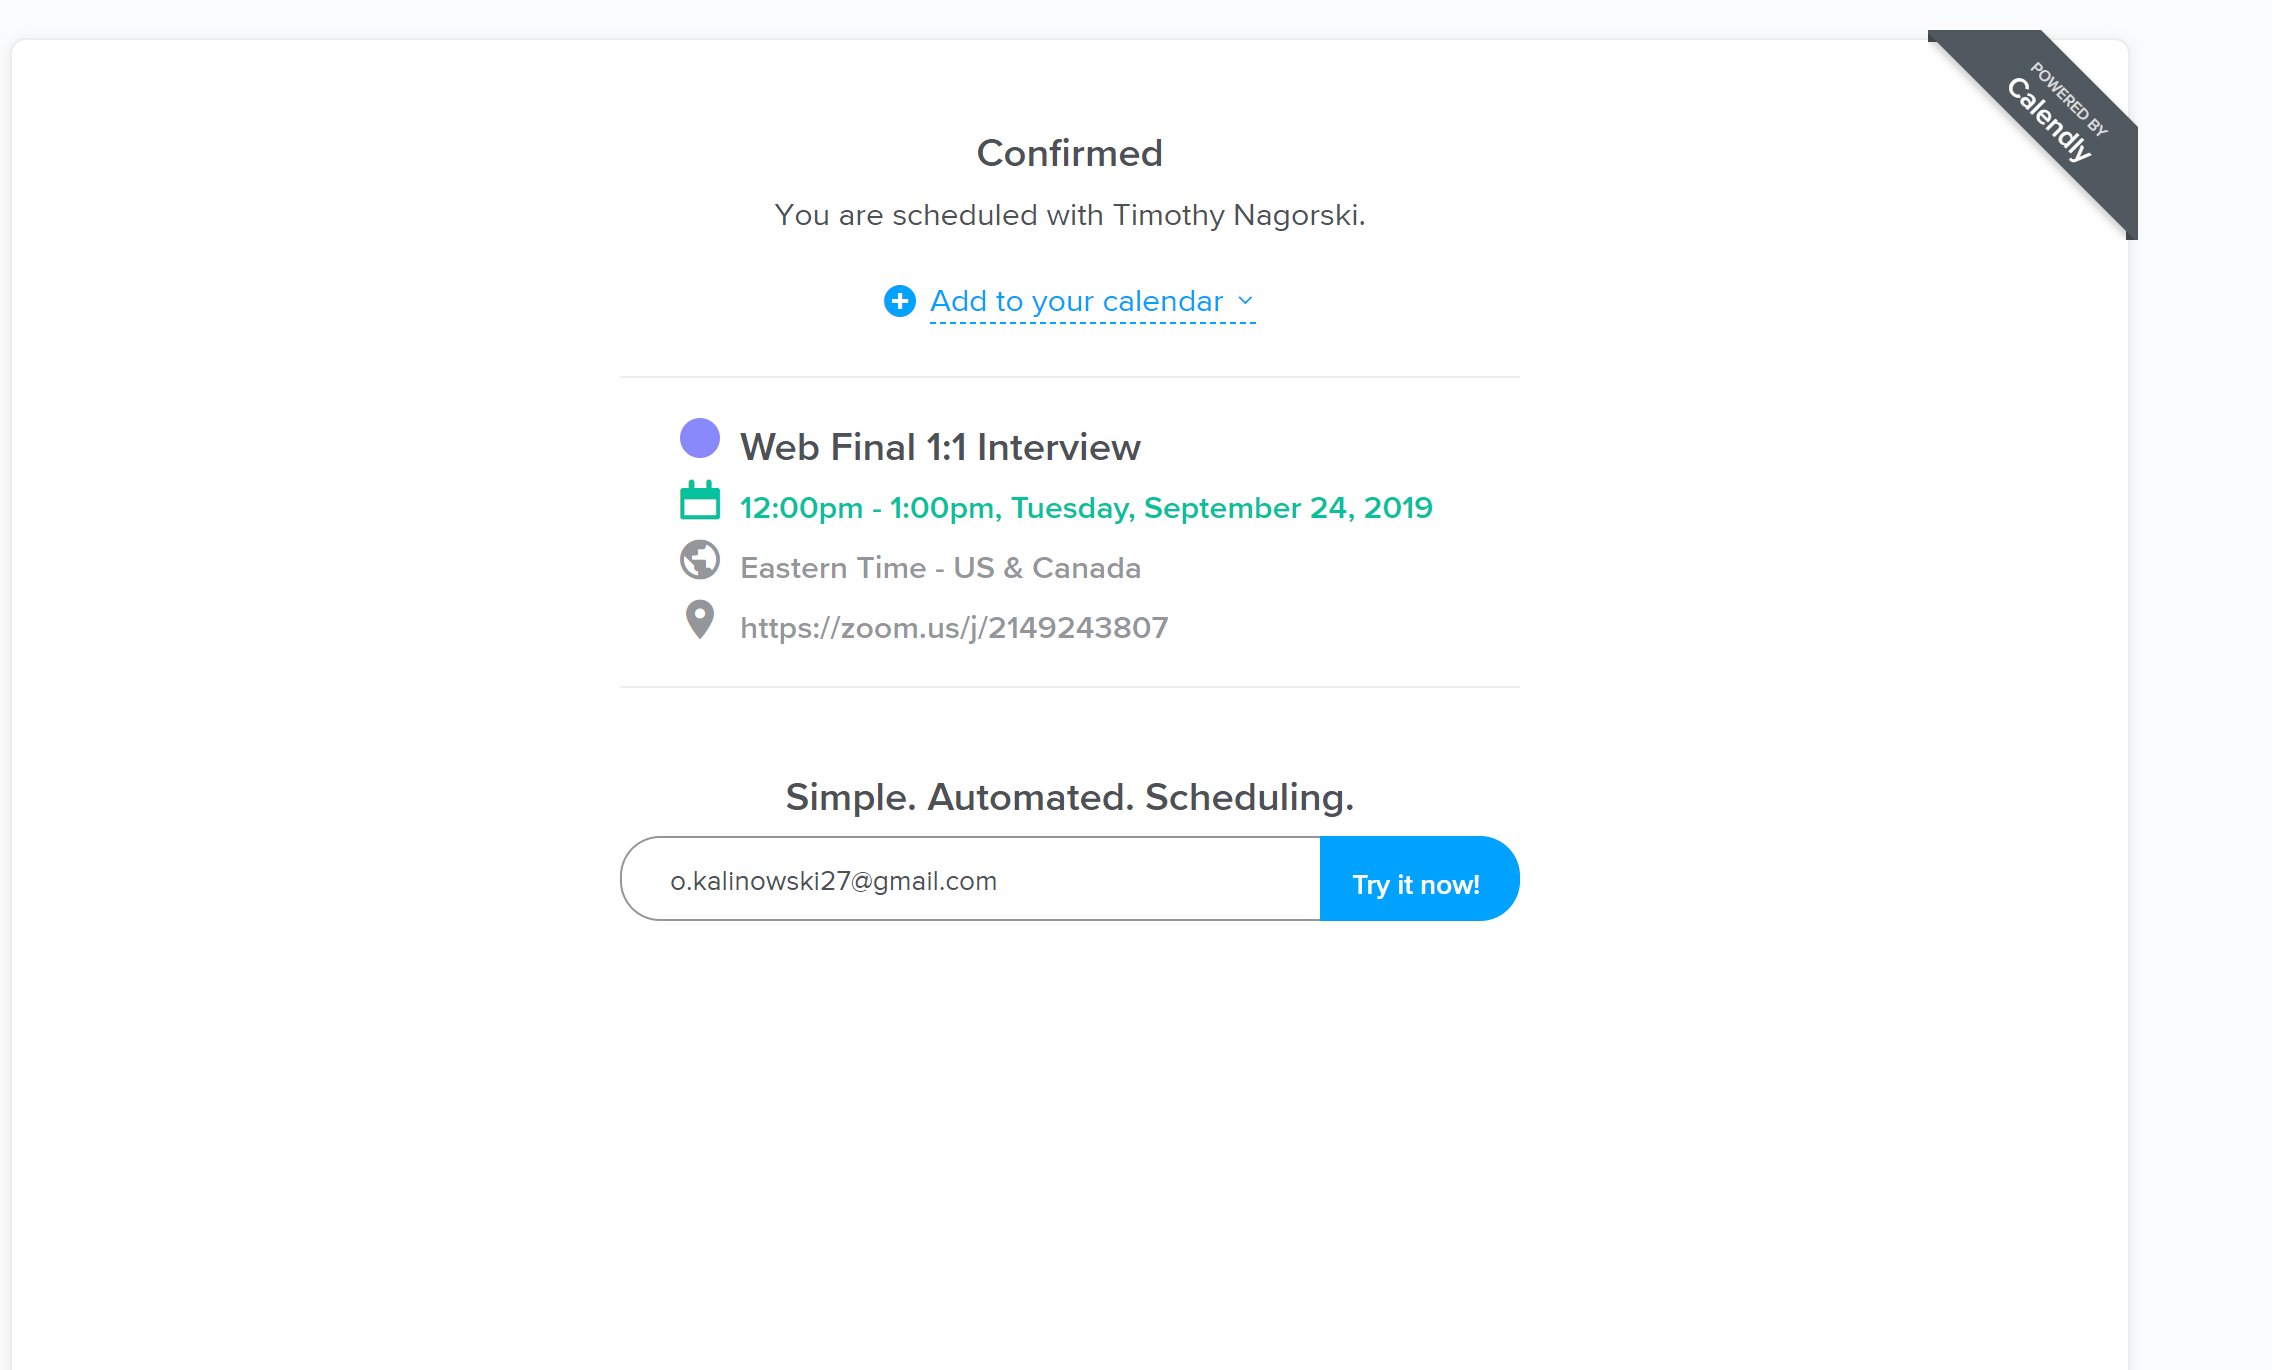 POWERED BY
Calendly
Confirmed
You are scheduled with Timothy Nagorski.
Add to your calendar
Web Final 1:1 Interview
12:00pm - 1:00pm, Tuesday, September 24, 2019
Eastern Time - US & Canada
https://zoom.us/j/2149243807
Simple. Automated. Scheduling.
o.kalinowski27@gmail.com
Try it now!